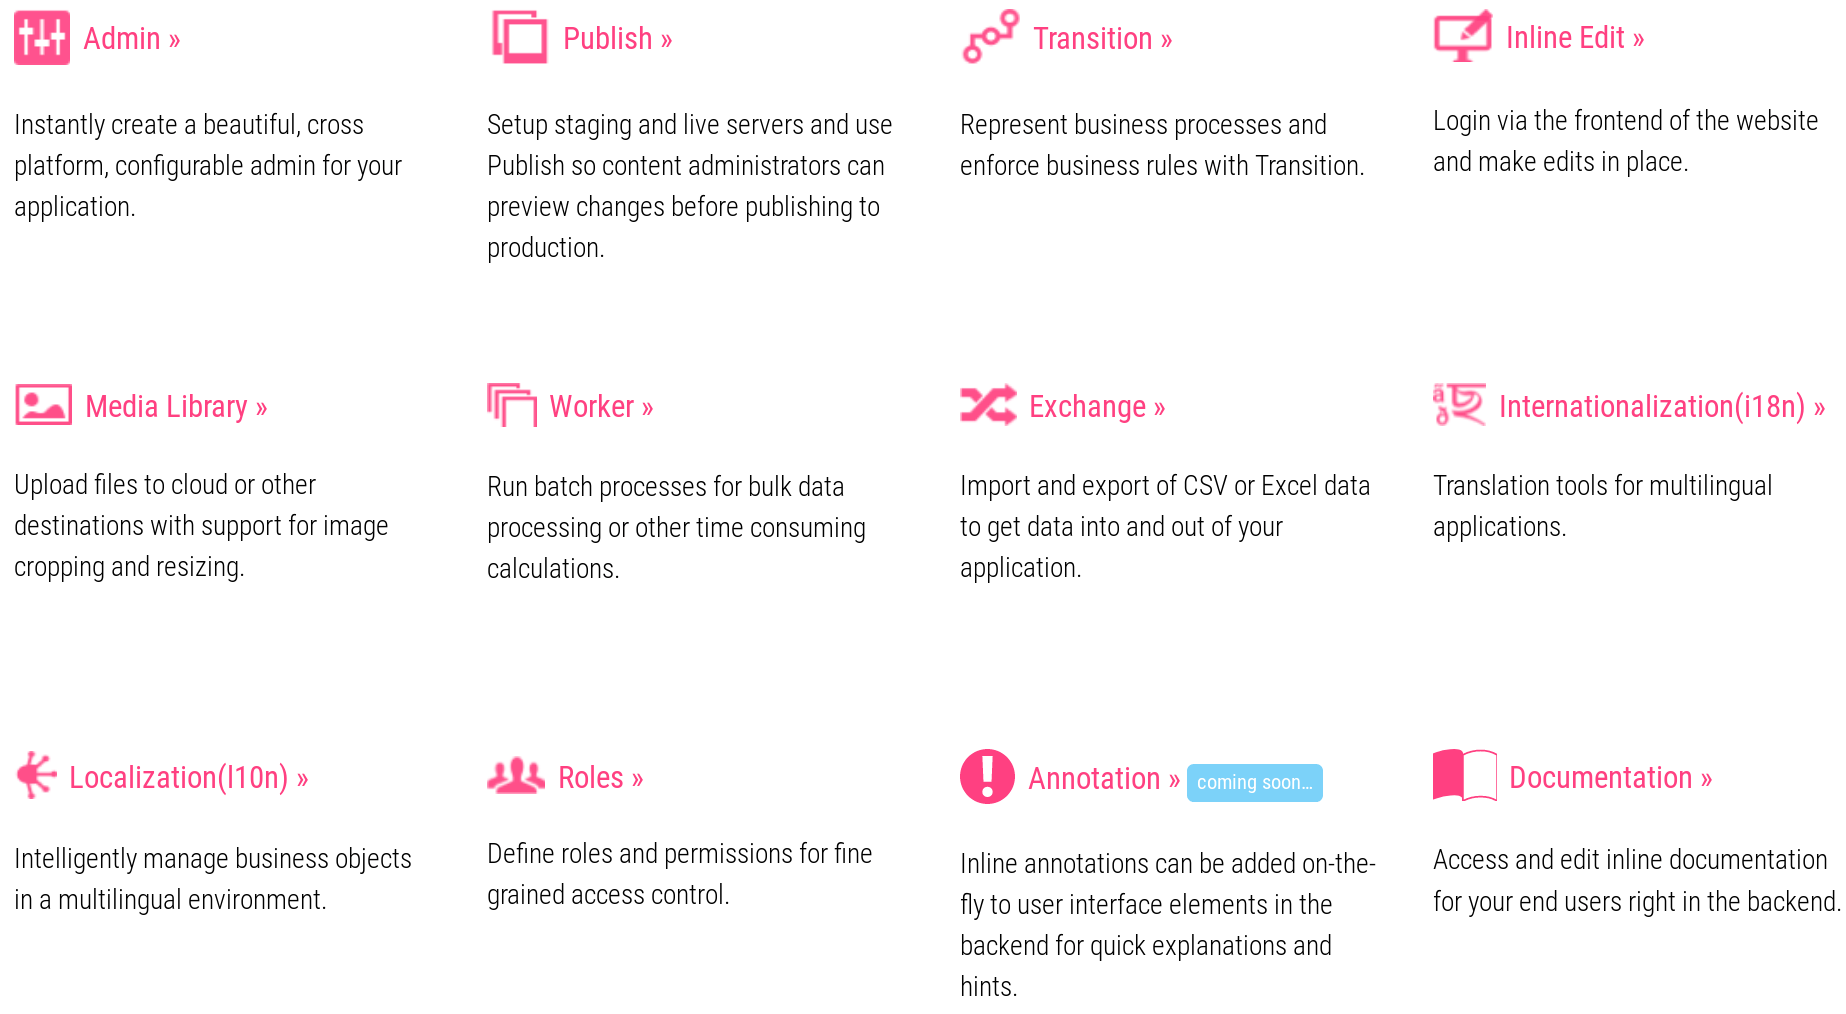 Admin »
Instantly create a beautiful, cross
platform, configurable admin for your
application.
Publish »
Setup staging and live servers and use
Publish so content administrators can
preview changes before publishing to
production.
Transition »
Represent business processes and
enforce business rules with Transition.
Inline Edit »
Login via the frontend of the website
and make edits in place.
Media Library »
Upload files to cloud or other
destinations with support for image
cropping and resizing.
Worker »
Run batch processes for bulk data
processing or other time consuming
calculations.
Exchange »
Import and export of CSV or Excel data
to get data into and out of your
application.
Internationalization(i18n) »
Translation tools for multilingual
applications.
Localization(l10n) »
Intelligently manage business objects
in a multilingual environment.
Roles »
Define roles and permissions for fine
grained access control.
Annotation » coming soon...
Inline annotations can be added on-the-
fly to user interface elements in the
backend for quick explanations and
hints.
Documentation »
Access and edit inline documentation
for your end users right in the backend.